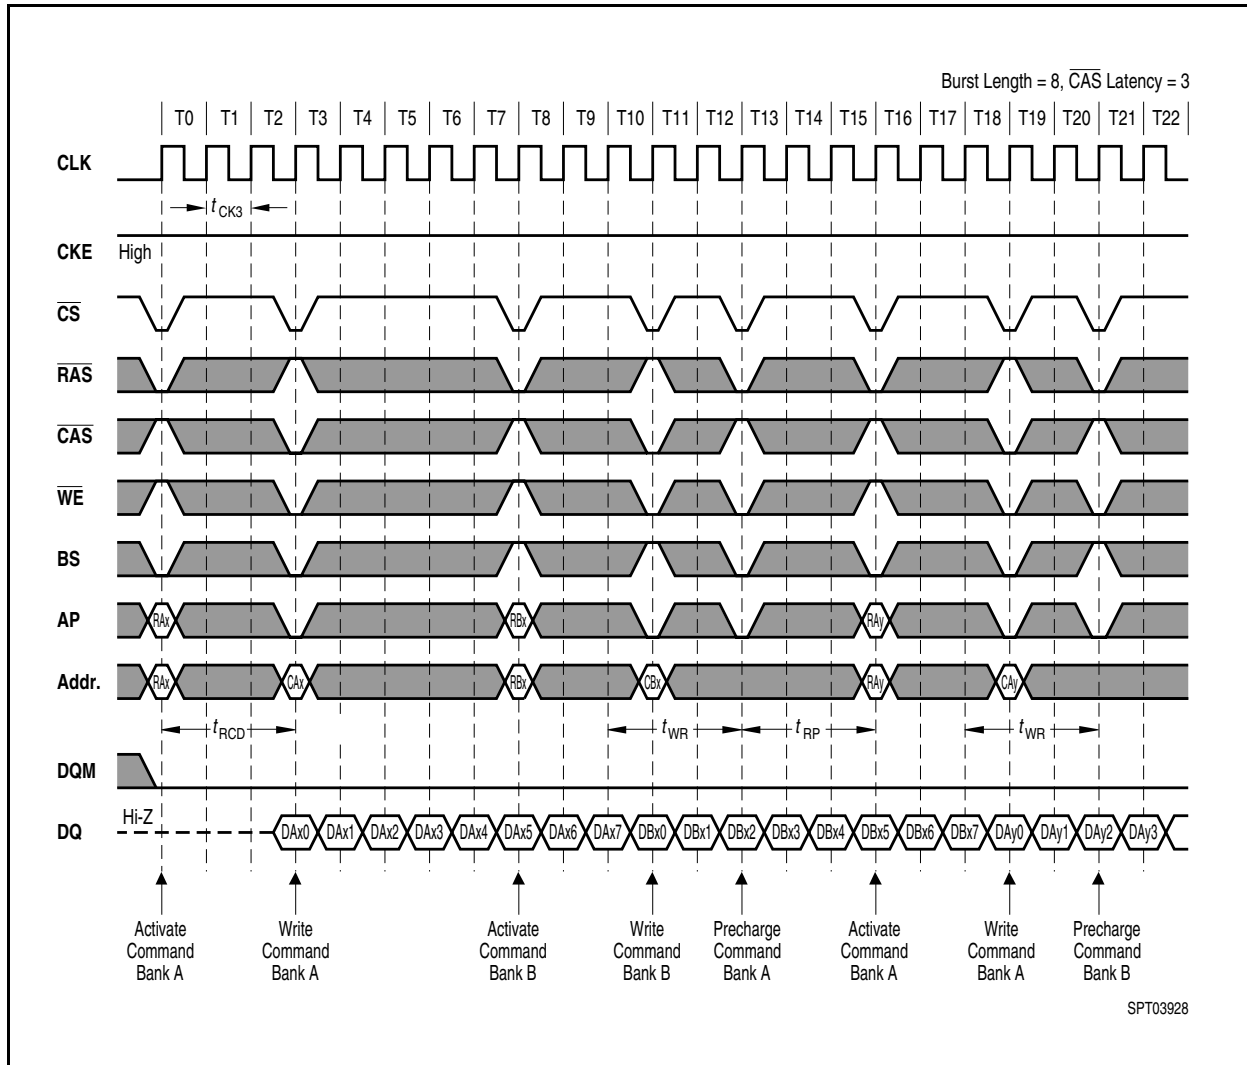 Burst Length = 8, CAS Latency = 3
T0 T1 T2 T3 T4 T5 T6 T7 T8 T9 T10 T11 T12 T13 T14 T15 T16 T17 T18 T19 T20 T21 T22
CLK
t CK3
CKE High
CS
RAS
CAS
WE
BS
AP RAx RBx RAy
Addr. RAx CAx RBx CBx RAy CAy
t RCD t WR t RP t WR
DQM
Hi-Z
DQ DAx0 DAx1 DAx2 DAx3 DAx4 DAx5 DAx6 DAx7 DBx0 DBx1 DBx2 DBx3 DBx4 DBx5 DBx6 DBx7 DAy0 DAy1 DAy2 DAy3
Activate Command Bank A
Write Command Bank A
Activate Command Bank B
Write Command Bank B
Precharge Command Bank A
Activate Command Bank A
Write Command Bank A
Precharge Command Bank B
SPT03928